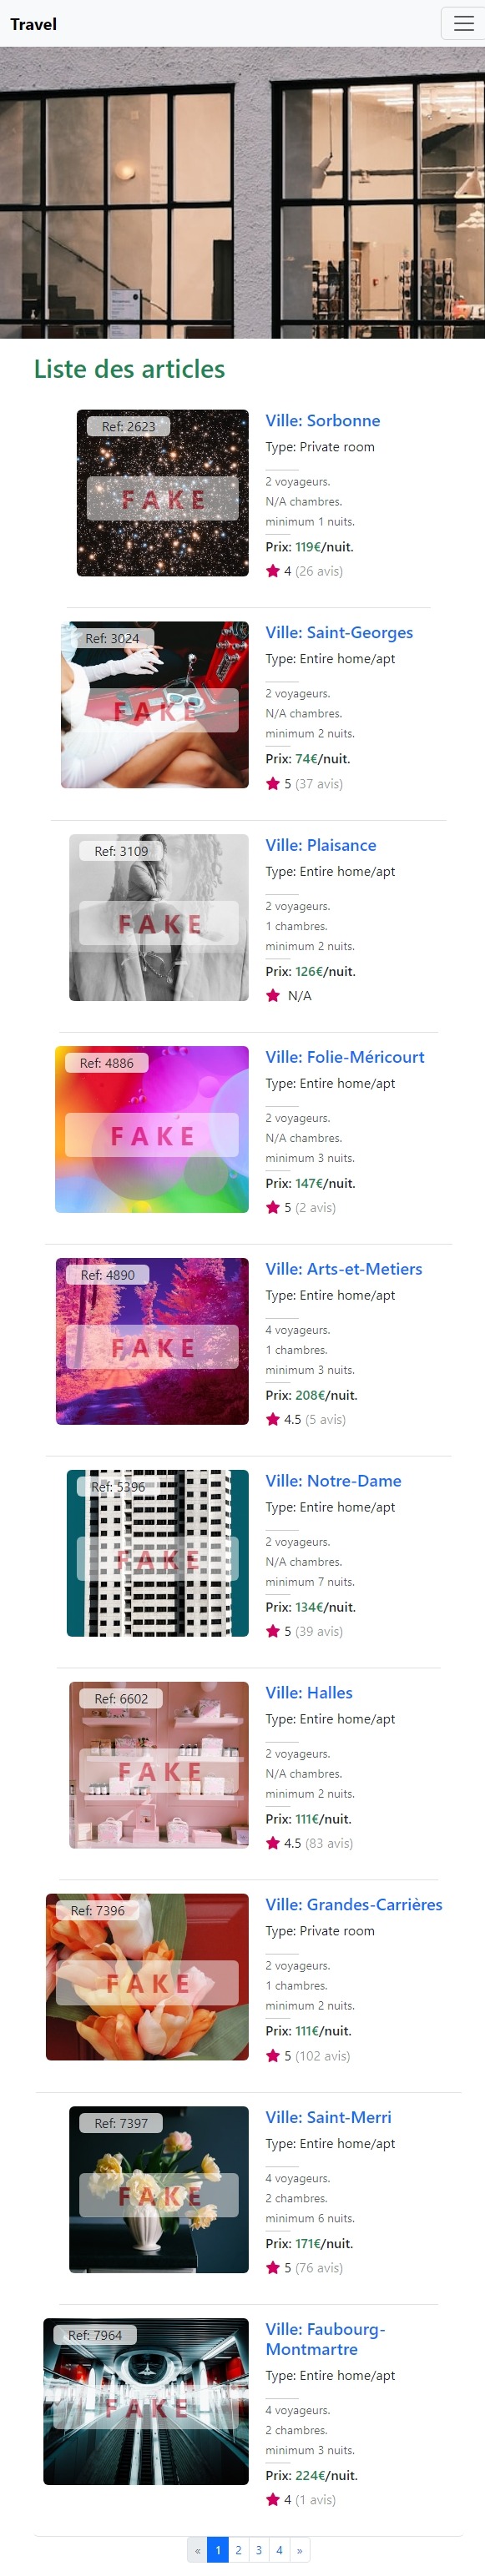 Travel
Liste des articles
Ref: 2623
FAKE
Ville: Sorbonne
Type: Private room
2 voyageurs.
N/A chambres.
minimum 1 nuits.
Prix: 119€/nuit.
4 (26 avis)
Ref: 3024
FAKE
Ville: Saint-Georges
Type: Entire home/apt
2 voyageurs.
N/A chambres.
minimum 2 nuits.
Prix: 74€/nuit.
5 (37 avis)
Ref: 3109
FAKE
Ville: Plaisance
Type: Entire home/apt
2 voyageurs.
1 chambres.
minimum 2 nuits.
Prix: 126€/nuit.
N/A
Ref: 4886
FAKE
Ville: Folie-Méricourt
Type: Entire home/apt
2 voyageurs.
N/A chambres.
minimum 3 nuits.
Prix: 147€/nuit.
5 (2 avis)
Ref: 4890
FAKE
Ville: Arts-et-Metiers
Type: Entire home/apt
4 voyageurs.
1 chambres.
minimum 3 nuits.
Prix: 208€/nuit.
4.5 (5 avis)
Ref: 5396
FAKE
Ville: Notre-Dame
Type: Entire home/apt
2 voyageurs.
N/A chambres.
minimum 7 nuits.
Prix: 134€/nuit.
5 (39 avis)
Ref: 6602
FAKE
Ville: Halles
Type: Entire home/apt
2 voyageurs.
N/A chambres.
minimum 2 nuits.
Prix: 111€/nuit.
4.5 (83 avis)
Ref: 7396
FAKE
Ville: Grandes-Carrières
Type: Private room
2 voyageurs.
1 chambres.
minimum 2 nuits.
Prix: 111€/nuit.
5 (102 avis)
Ref: 7397
FAKE
Ville: Saint-Merri
Type: Entire home/apt
4 voyageurs.
2 chambres.
minimum 6 nuits.
Prix: 171€/nuit.
5 (76 avis)
Ref: 7964
FAKE
Ville: Faubourg-
Montmartre
Type: Entire home/apt
4 voyageurs.
2 chambres.
minimum 3 nuits.
Prix: 224€/nuit.
4 (1 avis)
« 1 2 3 4 »